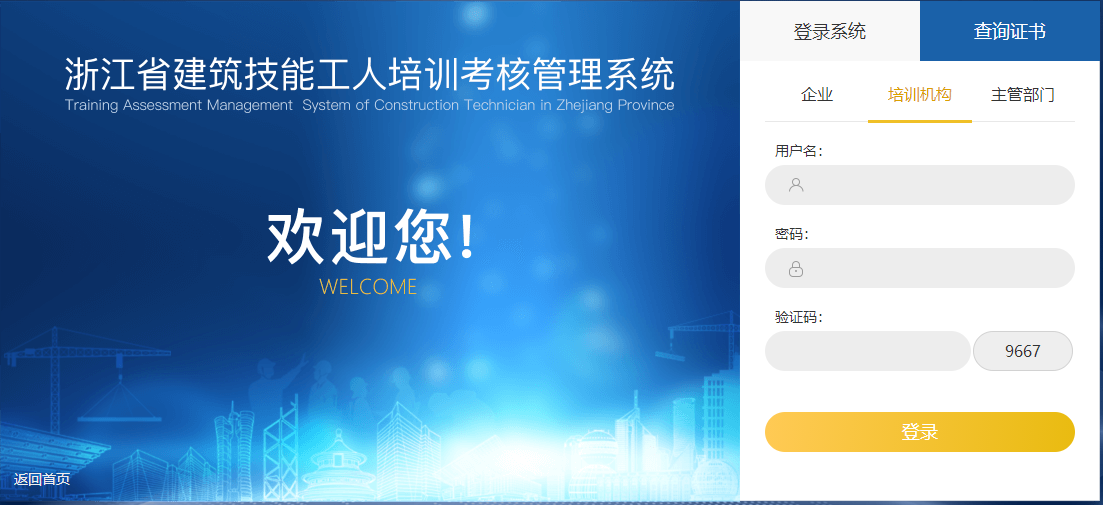 浙江省建筑技能工人培训考核管理系统
Training Assessment Management System of Construction Technician in Zhejiang Province
欢迎您!
WELCOME
返回首页
登录系统
查询证书
企业
培训机构
主管部门
用户名：
密码：
验证码：
9667
登录